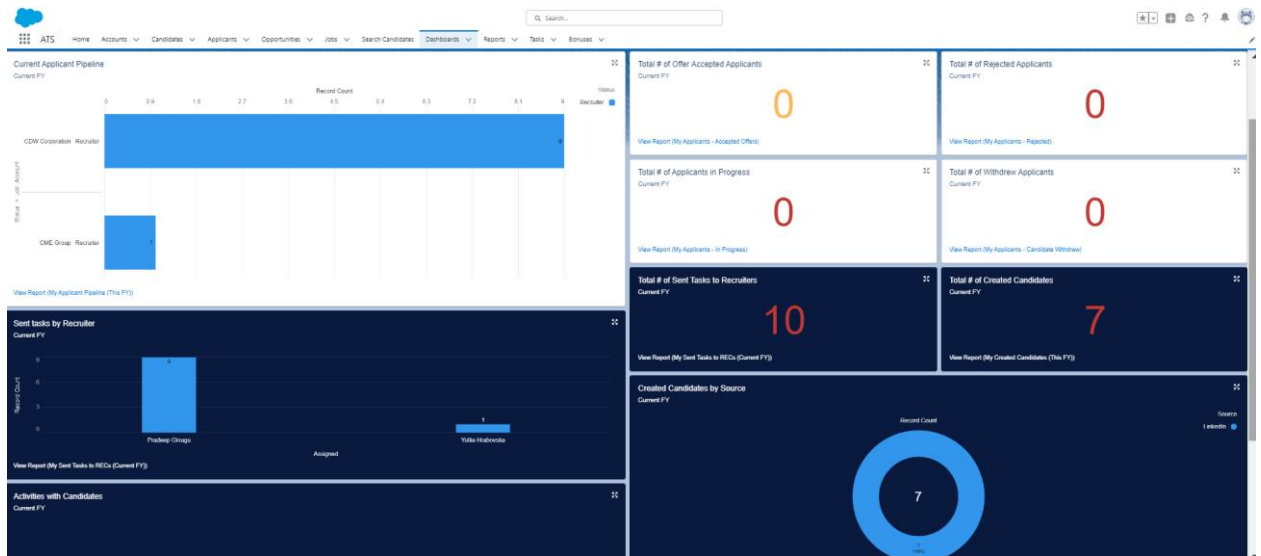 Search...
ATS Home Accounts Candidates Applicants Opportunities Jobs Search Candidates Dashboards Reports Tasks Bonuses
Current Applicant Pipeline
Current FY
Record Count
0 0.9 1.8 2.7 3.6 4.5 5.4 6.3 7.2 8.1 9
Status
Recruiter
CDW Corporation Recruiter
CME Group Recruiter
1
Status > Job: Account
View Report (My Applicant Pipeline (This FY))
Total # of Offer Accepted Applicants
Current FY
0
View Report (My Applicants - Accepted Offers)
Total # of Rejected Applicants
Current FY
0
View Report (My Applicants - Rejected)
Total # of Applicants in Progress
Current FY
0
View Report (My Applicants - In Progress)
Total # of Withdrew Applicants
Current FY
0
View Report (My Applicants - Candidate Withdrew)
Total # of Sent Tasks to Recruiters
Current FY
10
View Report (My Sent Tasks to RECs (Current FY))
Total # of Created Candidates
Current FY
7
View Report (My Created Candidates (This FY))
Sent tasks by Recruiter
Current FY
Record Count
9
6
3
0
1
Pradeep Ginugu
Yuliia Hrabovska
Assigned
View Report (My Sent Tasks to RECs (Current FY))
Created Candidates by Source
Current FY
Record Count
Source
LinkedIn
7
Activities with Candidates
Current FY